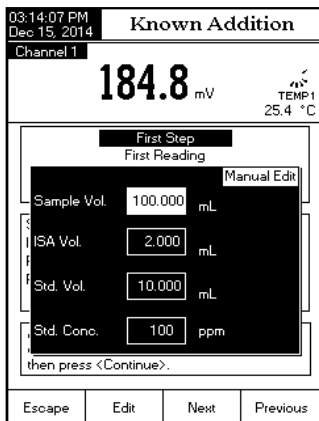 03:14:07 PM
Dec 15, 2014
Known Addition
Channel 1
184.8 mV
TEMP1
25.4 °C
First Step
First Reading
Manual Edit
Sample Vol. 100.000 mL
ISA Vol. 2.000 mL
Std. Vol. 10.000 mL
Std. Conc. 100 ppm
then press <Continue>.
Escape Edit Next Previous